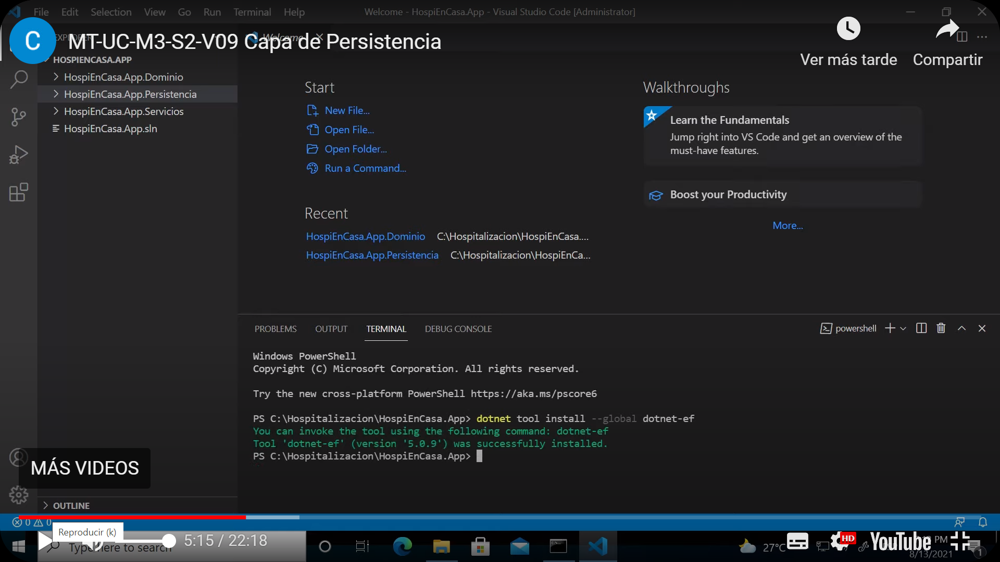 File Edit Selection View Go Run Terminal Help
Welcome - HospiEnCasa.App - Visual Studio Code [Administrator]
C
MT-UC-M3-S2-V09 Capa de Persistencia
EXPLORER
Welcome
Ver más tarde
Compartir
HOSPIENCASA.APP
HospiEnCasa.App.Dominio
HospiEnCasa.App.Persistencia
HospiEnCasa.App.Servicios
HospiEnCasa.App.sln
Start
New File...
Open File...
Open Folder...
Run a Command...
Recent
HospiEnCasa.App.Dominio C:\Hospitalizacion\HospiEnCasa....
HospiEnCasa.App.Persistencia C:\Hospitalizacion\HospiEnCa...
Walkthroughs
Learn the Fundamentals
Jump right into VS Code and get an overview of the
must-have features.
Boost your Productivity
More...
PROBLEMS OUTPUT TERMINAL DEBUG CONSOLE
powershell
Windows PowerShell
Copyright (C) Microsoft Corporation. All rights reserved.
Try the new cross-platform PowerShell https://aka.ms/pscore6
PS C:\Hospitalizacion\HospiEnCasa.App> dotnet tool install --global dotnet-ef
You can invoke the tool using the following command: dotnet-ef
Tool 'dotnet-ef' (version '5.0.9') was successfully installed.
PS C:\Hospitalizacion\HospiEnCasa.App>
MÁS VIDEOS
OUTLINE
0 0
Reproducir (k)
Type here to search
5:15 / 22:18
27°C
HD
YouTube
PM
8/13/2021
1